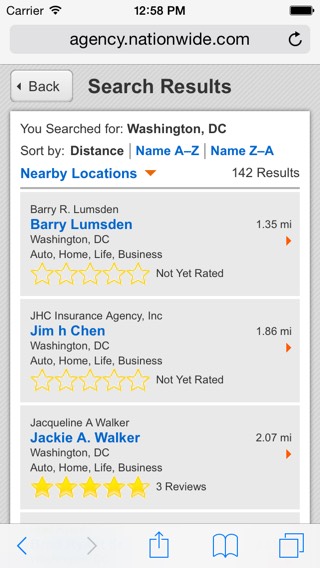 Carrier 12:58 PM
agency.nationwide.com
Back Search Results
You Searched for: Washington, DC
Sort by: Distance | Name A–Z | Name Z–A
Nearby Locations 142 Results
Barry R. Lumsden
Barry Lumsden 1.35 mi
Washington, DC
Auto, Home, Life, Business
Not Yet Rated
JHC Insurance Agency, Inc
Jim h Chen 1.86 mi
Washington, DC
Auto, Home, Life, Business
Not Yet Rated
Jacqueline A Walker
Jackie A. Walker 2.07 mi
Washington, DC
Auto, Home, Life, Business
3 Reviews